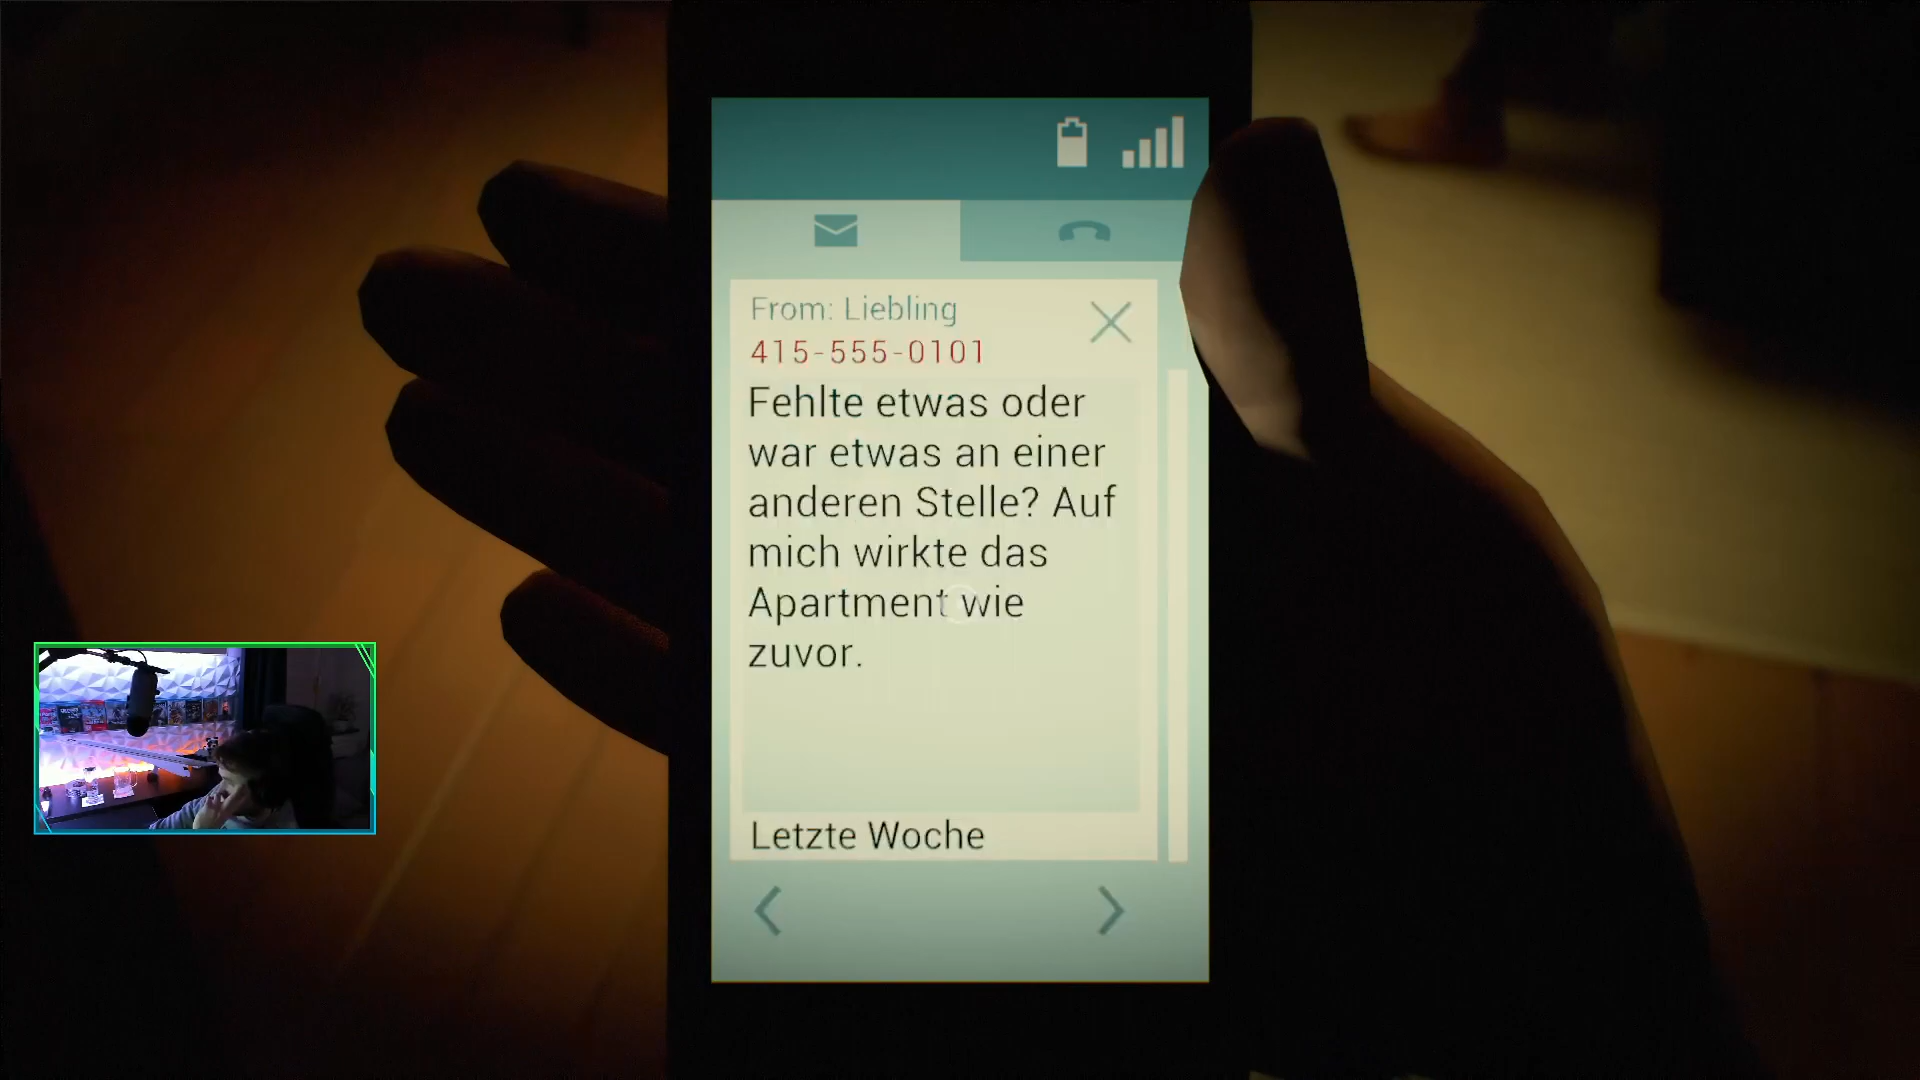 From: Liebling
415-555-0101
Fehlte etwas oder
war etwas an einer
anderen Stelle? Auf
mich wirkte das
Apartment wie
zuvor.
Letzte Woche